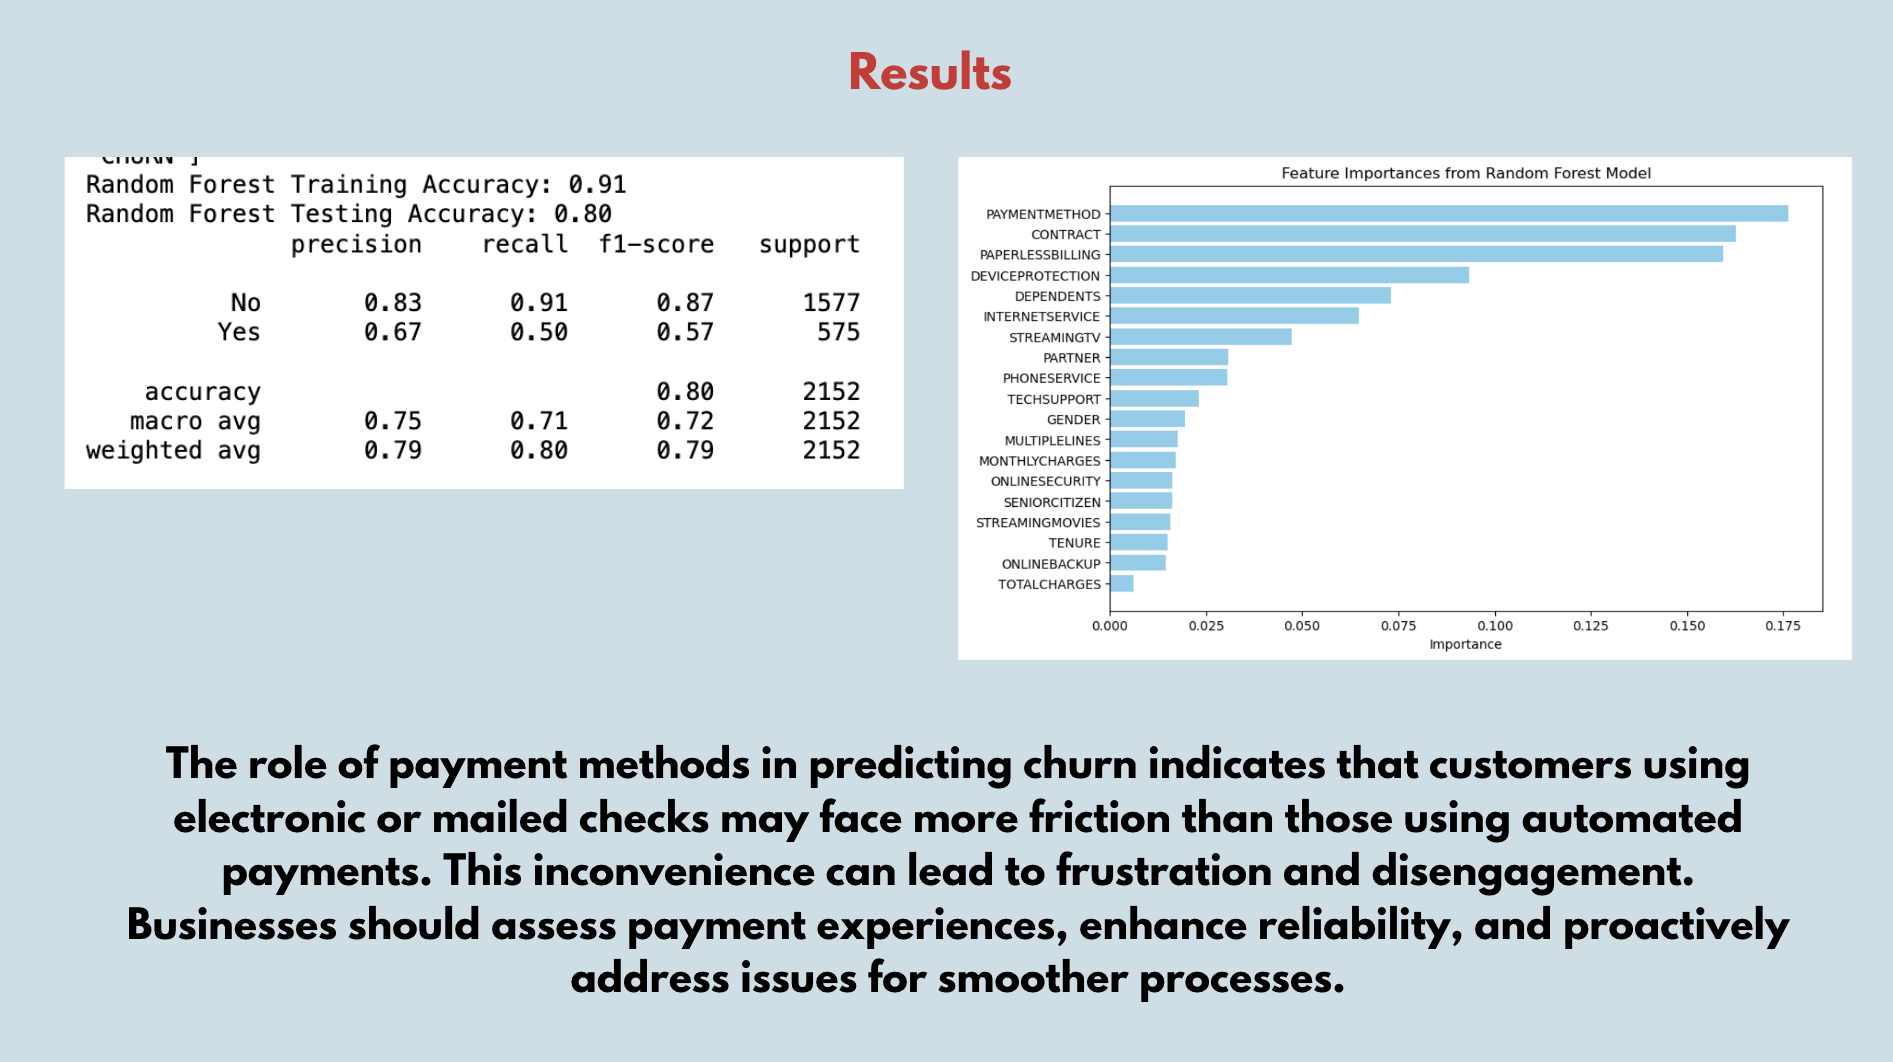 Results
CHURN ]
Random Forest Training Accuracy: 0.91
Random Forest Testing Accuracy: 0.80
precision recall f1-score support
No 0.83 0.91 0.87 1577
Yes 0.67 0.50 0.57 575
accuracy 0.80 2152
macro avg 0.75 0.71 0.72 2152
weighted avg 0.79 0.80 0.79 2152
Feature Importances from Random Forest Model
PAYMENTMETHOD
CONTRACT
PAPERLESSBILLING
DEVICEPROTECTION
DEPENDENTS
INTERNETSERVICE
STREAMINGTV
PARTNER
PHONESERVICE
TECHSUPPORT
GENDER
MULTIPLELINES
MONTHLYCHARGES
ONLINESECURITY
SENIORCITIZEN
STREAMINGMOVIES
TENURE
ONLINEBACKUP
TOTALCHARGES
0.000 0.025 0.050 0.075 0.100 0.125 0.150 0.175
Importance
The role of payment methods in predicting churn indicates that customers using
electronic or mailed checks may face more friction than those using automated
payments. This inconvenience can lead to frustration and disengagement.
Businesses should assess payment experiences, enhance reliability, and proactively
address issues for smoother processes.